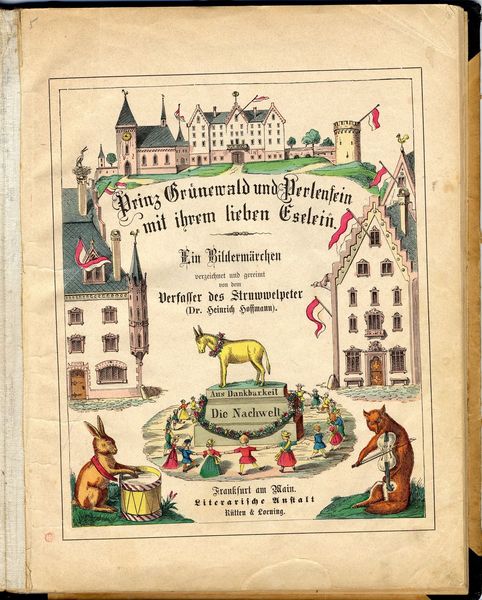 Prinz Grünewald und Perlenfein
mit ihrem lieben Eselein.
Ein Bildermärchen
verzeichnet und gereimt
von dem
Verfasser des Struwwelpeter
(Dr. Heinrich Hoffmann).
Aus Dankbarkeit
Die Nachwelt
Frankfurt am Main.
Literarische Anstalt
Rütten & Loening.